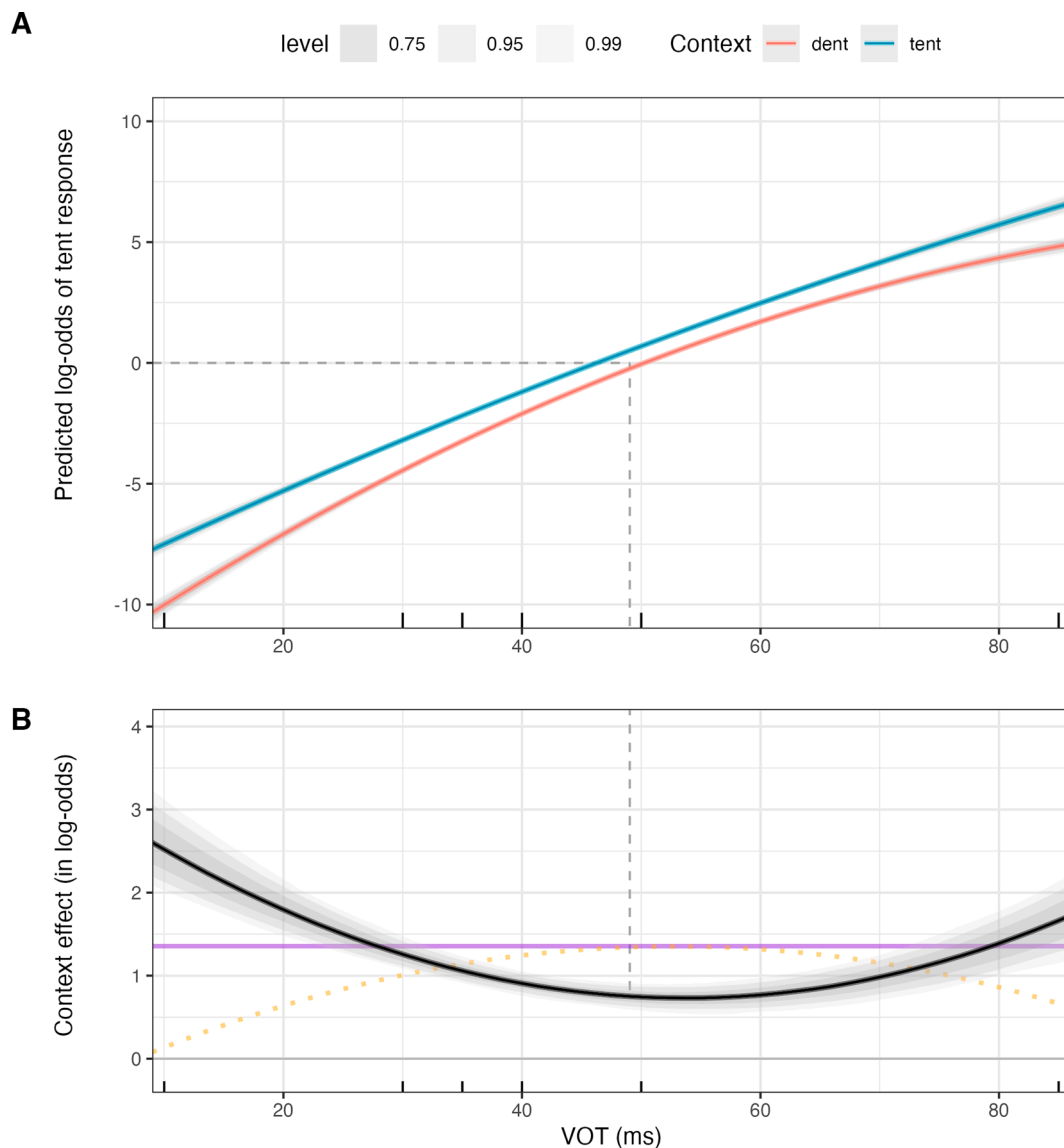 A
level 0.75 0.95 0.99 Context dent tent
Predicted log-odds of tent response
10
5
0
-5
-10
20 40 60 80
B
Context effect (in log-odds)
4
3
2
1
0
20 40 60 80
VOT (ms)